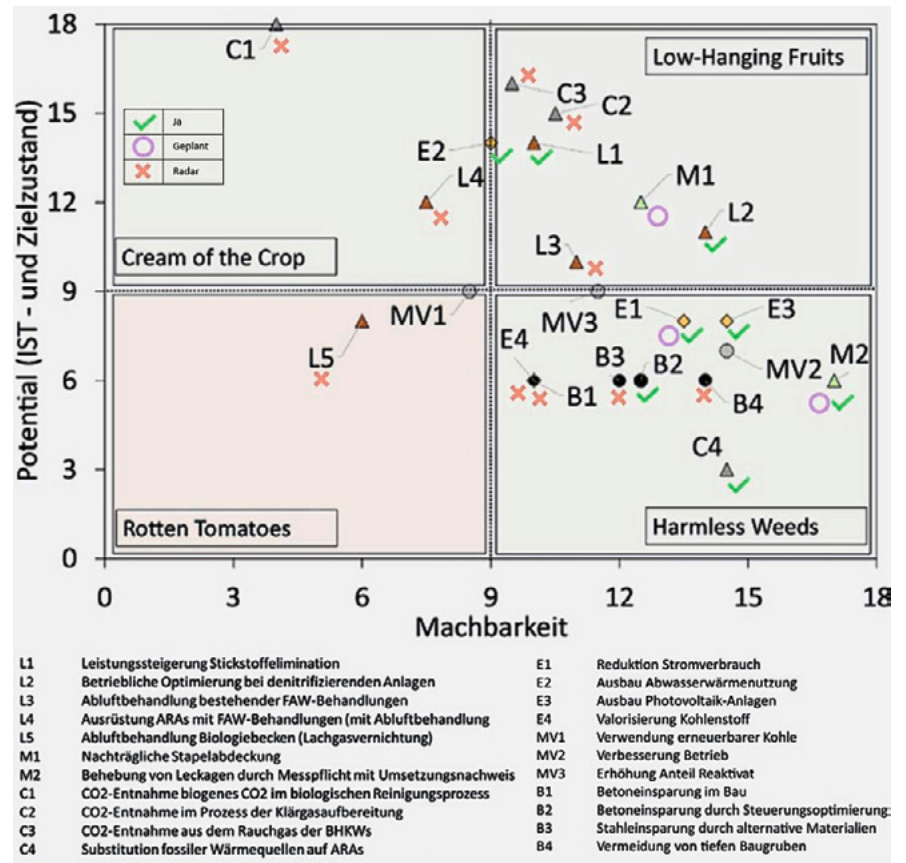 18
C1
Low-Hanging Fruits
C3
C2
15
Ja
Geplant
Radar
E2
L1
L4
M1
12
L2
L3
Cream of the Crop
9
MV1
MV3
E1
E3
E4
L5
B3
B2
MV2
M2
6
B1
B4
C4
3
Rotten Tomatoes
Harmless Weeds
0
0 3 6 9 12 15 18
Potential (IST - und Zielzustand)
Machbarkeit
L1 Leistungssteigerung Stickstoffelimination
L2 Betriebliche Optimierung bei denitrifizierenden Anlagen
L3 Abluftbehandlung bestehender FAW-Behandlungen
L4 Ausrüstung ARAs mit FAW-Behandlungen (mit Abluftbehandlung
L5 Abluftbehandlung Biologiebecken (Lachgasvernichtung)
M1 Nachträgliche Stapelabdeckung
M2 Behebung von Leckagen durch Messpflicht mit Umsetzungsnachweis
C1 CO2-Entnahme biogenes CO2 im biologischen Reinigungsprozess
C2 CO2-Entnahme im Prozess der Klärgasaufbereitung
C3 CO2-Entnahme aus dem Rauchgas der BHKWs
C4 Substitution fossiler Wärmequellen auf ARAs
E1 Reduktion Stromverbrauch
E2 Ausbau Abwasserwärmenutzung
E3 Ausbau Photovoltaik-Anlagen
E4 Valorisierung Kohlenstoff
MV1 Verwendung erneuerbarer Kohle
MV2 Verbesserung Betrieb
MV3 Erhöhung Anteil Reaktivat
B1 Betoneinsparung im Bau
B2 Betoneinsparung durch Steuerungsoptimierung
B3 Stahleinsparung durch alternative Materialien
B4 Vermeidung von tiefen Baugruben